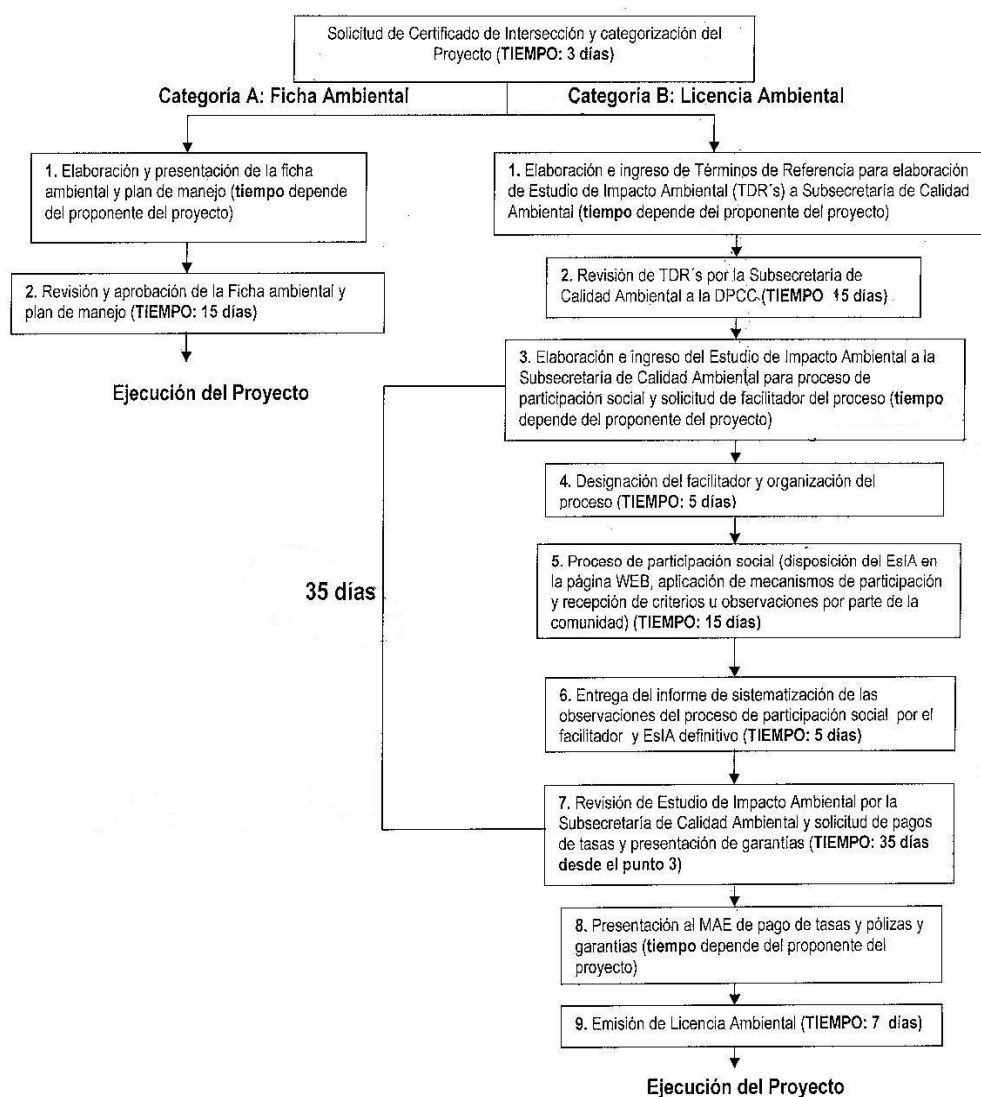 Solicitud de Certificado de Intersección y categorización del
Proyecto (TIEMPO: 3 días)
Categoría A: Ficha Ambiental
Categoría B: Licencia Ambiental
1. Elaboración y presentación de la ficha
ambiental y plan de manejo (tiempo depende
del proponente del proyecto)
2. Revisión y aprobación de la Ficha ambiental y
plan de manejo (TIEMPO: 15 días)
Ejecución del Proyecto
1. Elaboración e ingreso de Términos de Referencia para elaboración
de Estudio de Impacto Ambiental (TDR´s) a Subsecretaría de Calidad
Ambiental (tiempo depende del proponente del proyecto)
2. Revisión de TDR´s por la Subsecretaría de
Calidad Ambiental a la DPCC (TIEMPO 15 días)
3. Elaboración e ingreso del Estudio de Impacto Ambiental a la
Subsecretaría de Calidad Ambiental para proceso de
participación social y solicitud de facilitador del proceso (tiempo
depende del proponente del proyecto)
4. Designación del facilitador y organización del
proceso (TIEMPO: 5 días)
35 días
5. Proceso de participación social (disposición del EsIA en
la página WEB, aplicación de mecanismos de participación
y recepción de criterios u observaciones por parte de la
comunidad) (TIEMPO: 15 días)
6. Entrega del informe de sistematización de las
observaciones del proceso de participación social por el
facilitador y EsIA definitivo (TIEMPO: 5 días)
7. Revisión de Estudio de Impacto Ambiental por la
Subsecretaría de Calidad Ambiental y solicitud de pagos
de tasas y presentación de garantías (TIEMPO: 35 días
desde el punto 3)
8. Presentación al MAE de pago de tasas y pólizas y
garantías (tiempo depende del proponente del
proyecto)
9. Emisión de Licencia Ambiental (TIEMPO: 7 días)
Ejecución del Proyecto